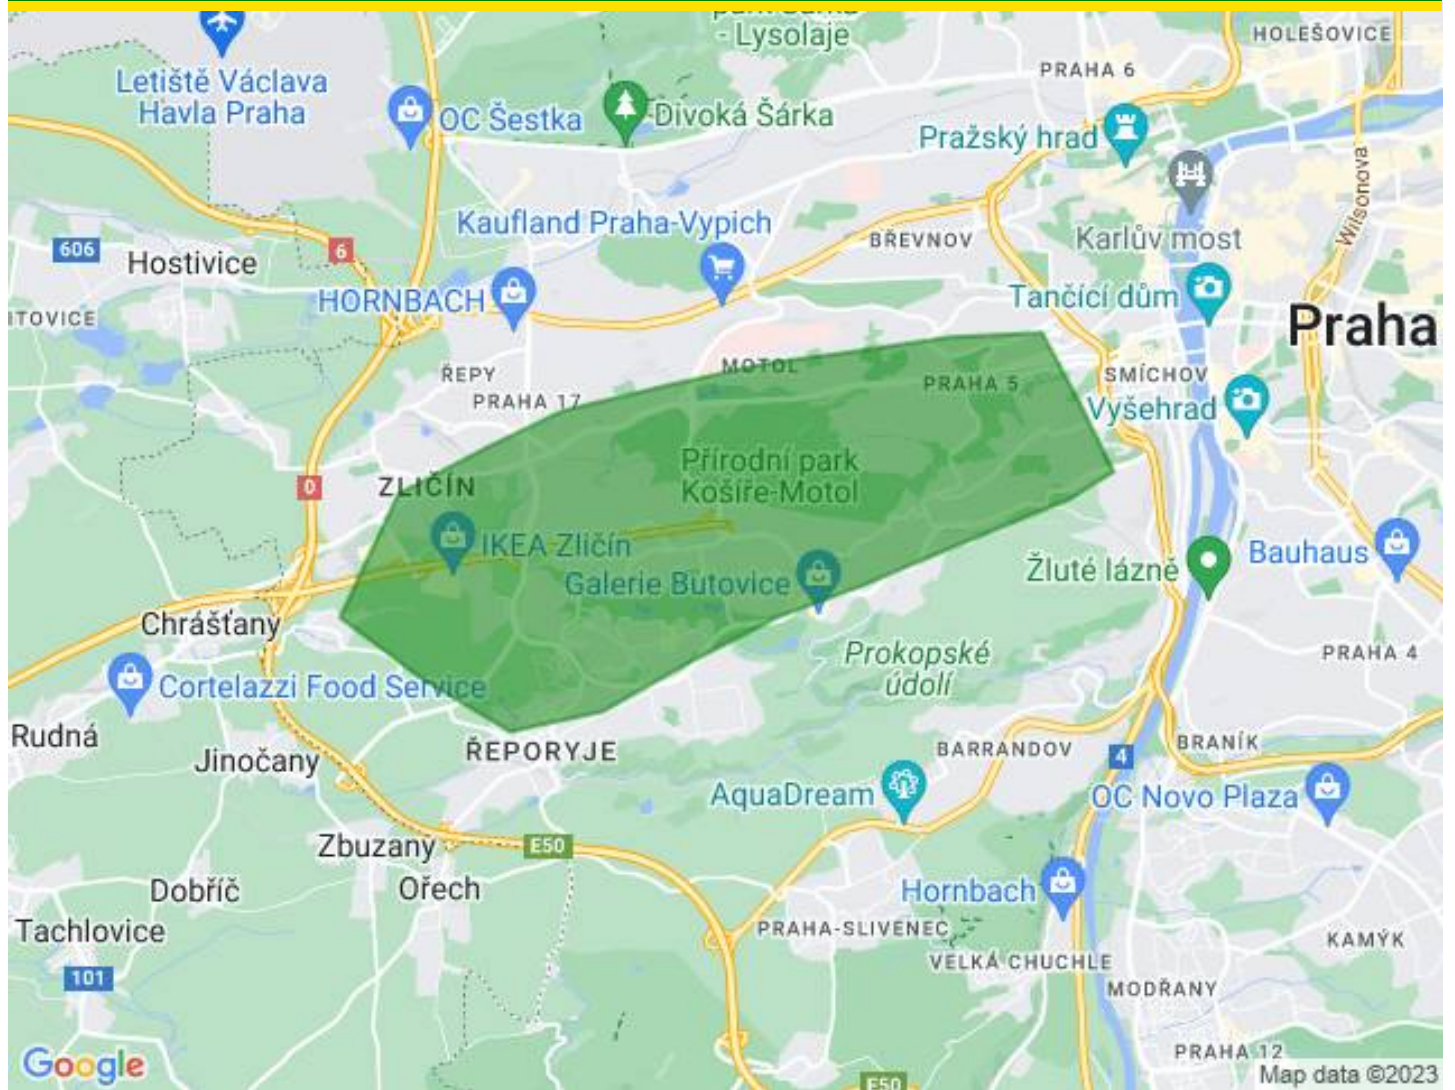 - Lysolaje
HOLEŠOVICE
PRAHA 6
Letiště Václava
Havla Praha
OC Šestka
Divoká Šárka
Pražský hrad
Wilsonova
Kaufland Praha-Vypich
BŘEVNOV
Karlův most
606
Hostivice
6
HORNBACH
Tančící dům
ITOVICE
Praha
MOTOL
ŘEPY
PRAHA 5
SMÍCHOV
PRAHA 17
Vyšehrad
Přírodní park
Košíře-Motol
ZLIČÍN
0
IKEA Zličín
Bauhaus
Galerie Butovice
Žluté lázně
Chrášťany
Prokopské
údolí
PRAHA 4
Cortelazzi Food Service
Rudná
Jinočany
ŘEPORYJE
BARRANDOV
4
BRANÍK
AquaDream
OC Novo Plaza
Zbuzany
E50
Dobříč
Ořech
Hornbach
Tachlovice
PRAHA-SLIVENEC
KAMÝK
101
VELKÁ CHUCHLE
MODŘANY
PRAHA 12
Google
E50
Map data ©2023